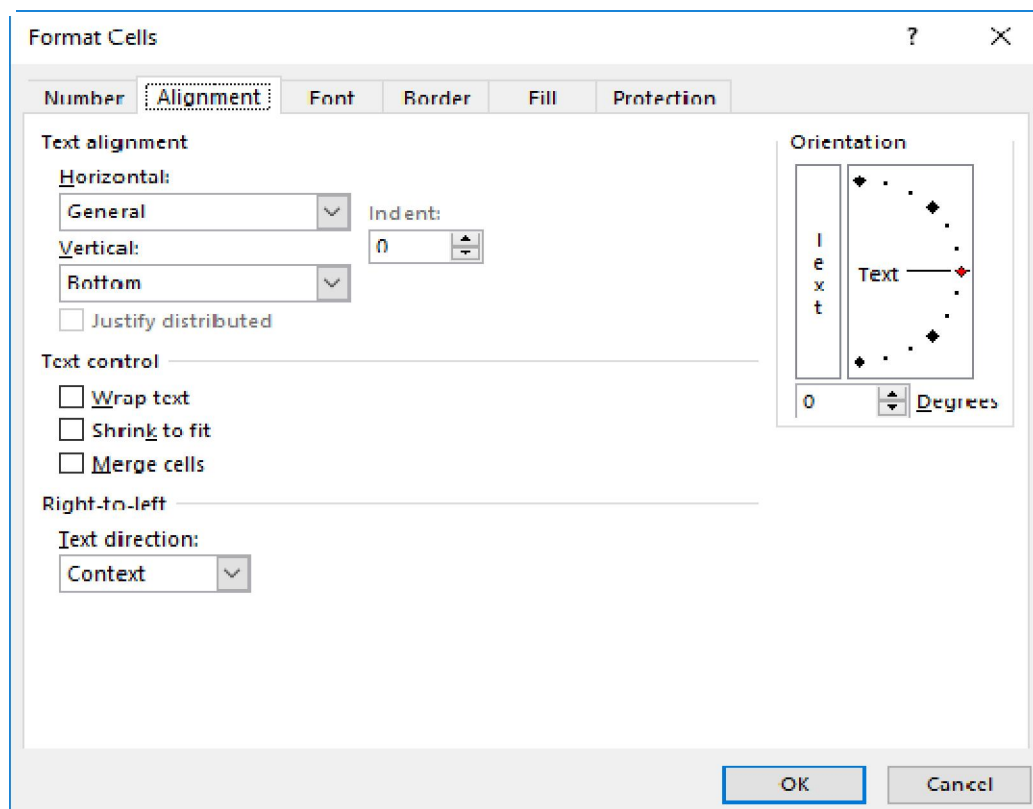 Format Cells ? ×
Number Alignment Font Border Fill Protection
Text alignment
Horizontal:
General
Indent:
0
Vertical:
Bottom
Justify distributed
Text control
Wrap text
Shrink to fit
Merge cells
Right-to-left
Text direction:
Context
Orientation
Text
Text
0 Degrees
OK Cancel